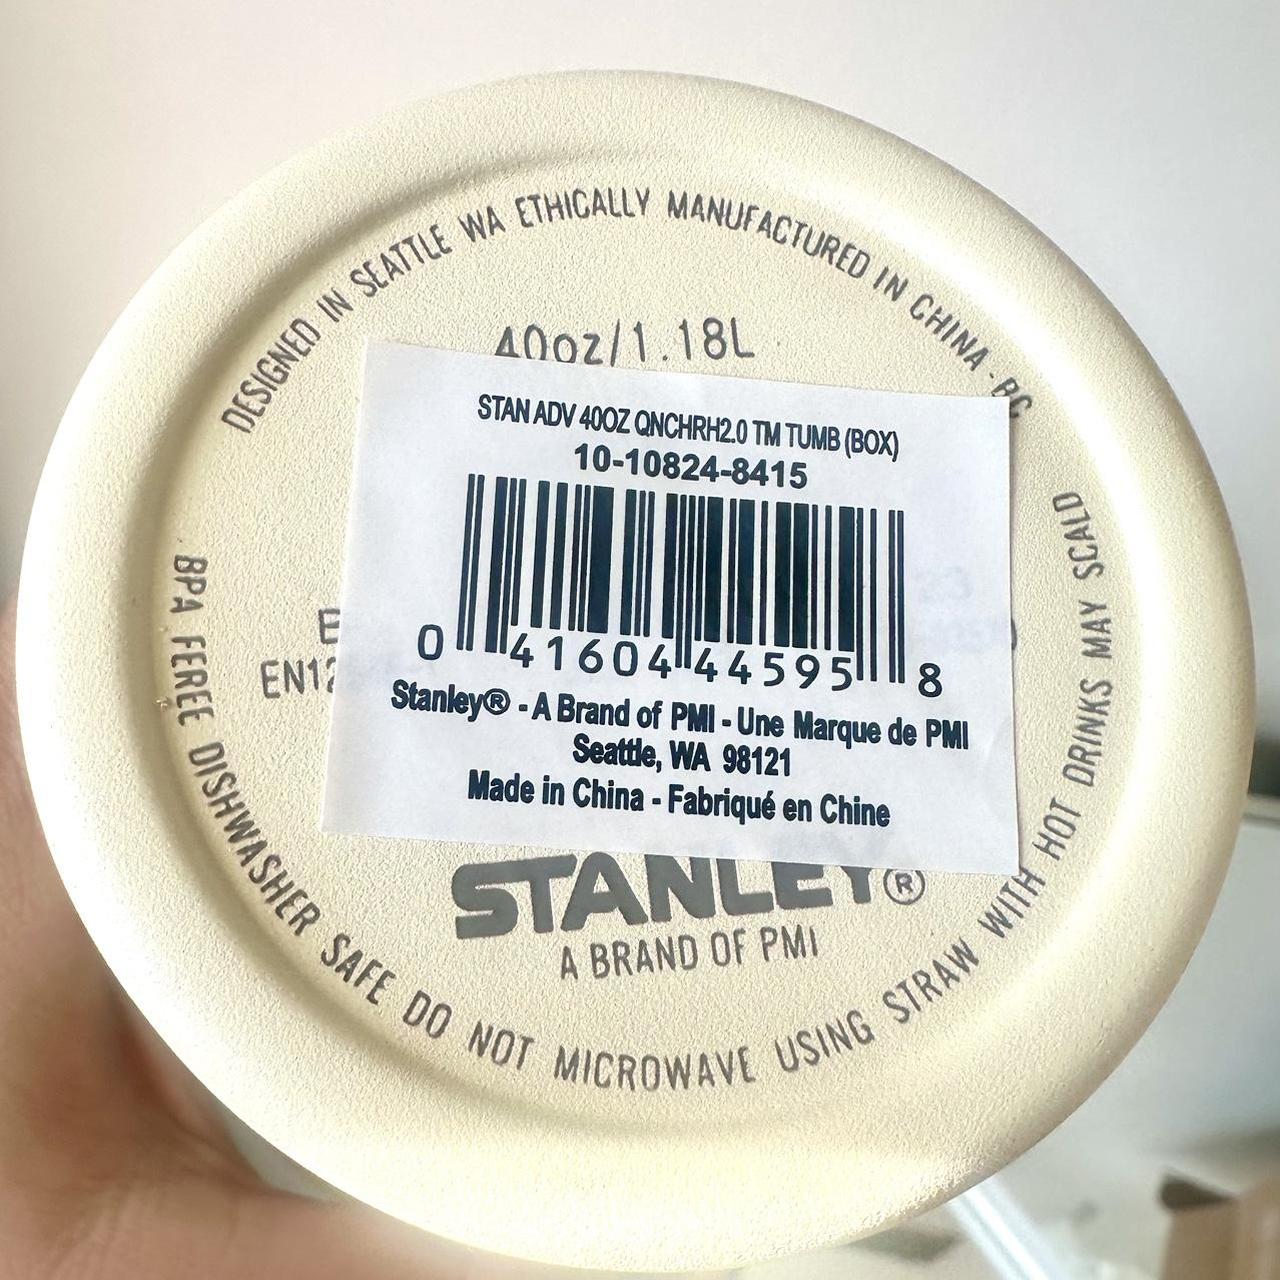 DESIGNED IN SEATTLE WA ETHICALLY MANUFACTURED IN CHINA · BC
40oz/1.18L
STAN ADV 40OZ QNCHRH2.0 TM TUMB (BOX)
10-10824-8415
0 41604 44595 8
Stanley® - A Brand of PMI - Une Marque de PMI
Seattle, WA 98121
Made in China - Fabriqué en Chine
EN12
STANLEY®
A BRAND OF PMI
BPA FEREE DISHWASHER SAFE DO NOT MICROWAVE USING STRAW WITH HOT DRINKS MAY SCALD